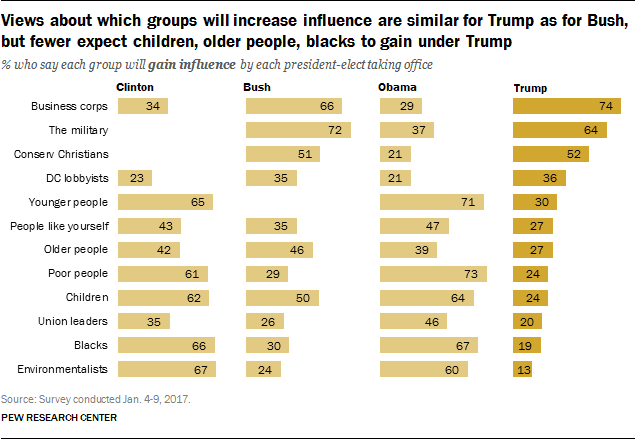 Views about which groups will increase influence are similar for Trump as for Bush,
but fewer expect children, older people, blacks to gain under Trump
% who say each group will gain influence by each president-elect taking office
Clinton Bush Obama Trump
Business corps 34 66 29 74
The military 72 37 64
Conserv Christians 51 21 52
DC lobbyists 23 35 21 36
Younger people 65 71 30
People like yourself 43 35 47 27
Older people 42 46 39 27
Poor people 61 29 73 24
Children 62 50 64 24
Union leaders 35 26 46 20
Blacks 66 30 67 19
Environmentalists 67 24 60 13
Source: Survey conducted Jan. 4-9, 2017.
PEW RESEARCH CENTER